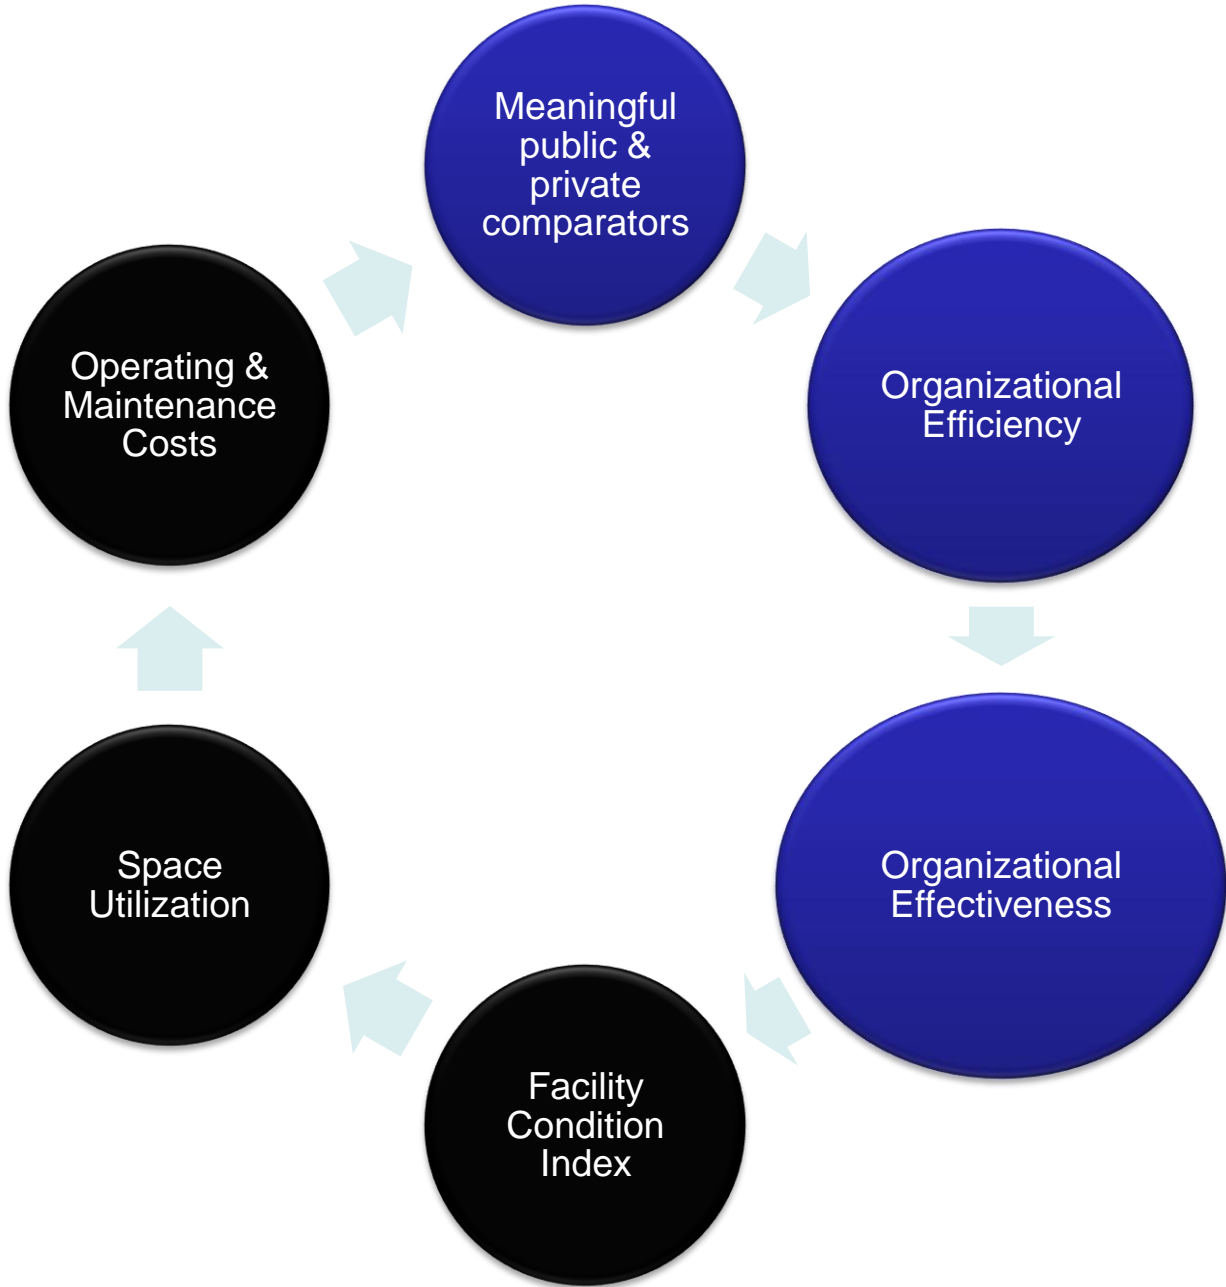 Meaningful
public &
private
comparators
Organizational
Efficiency
Organizational
Effectiveness
Facility
Condition
Index
Space
Utilization
Operating &
Maintenance
Costs